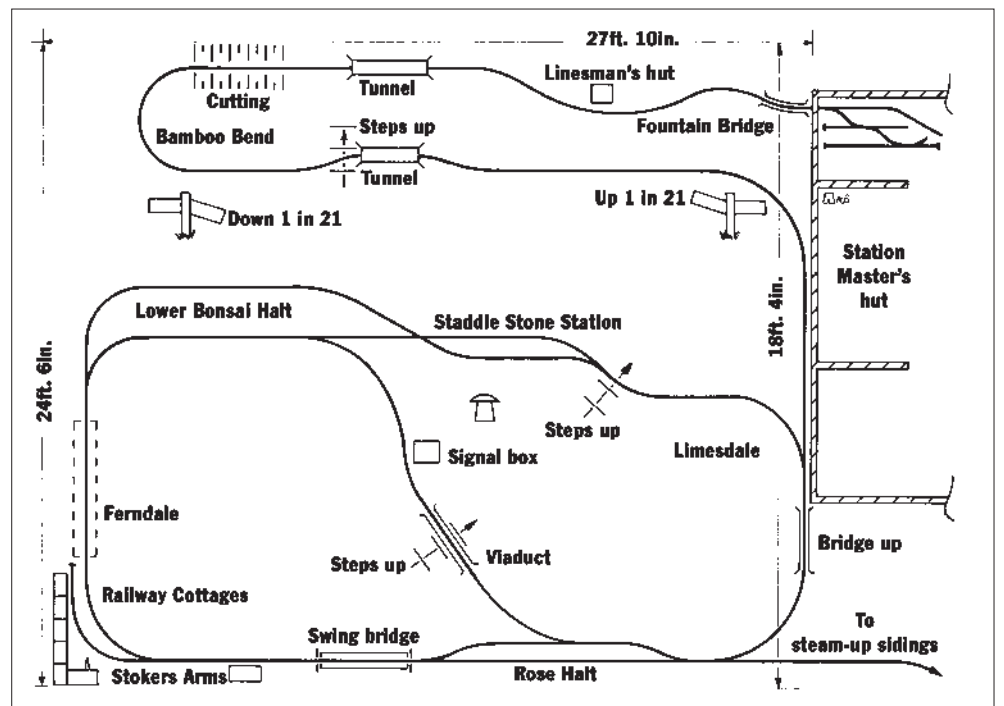 27ft. 10in.
Linesman's hut
Tunnel
Cutting
Steps up
Fountain Bridge
Bamboo Bend
Tunnel
Down 1 in 21
Up 1 in 21
Station
Master's
hut
Lower Bonsai Halt
Staddle Stone Station
18ft. 4in.
24ft. 6in.
Steps up
Signal box
Limesdale
Ferndale
Bridge up
Steps up
Viaduct
Railway Cottages
Swing bridge
To
steam-up sidings
Stokers Arms
Rose Halt